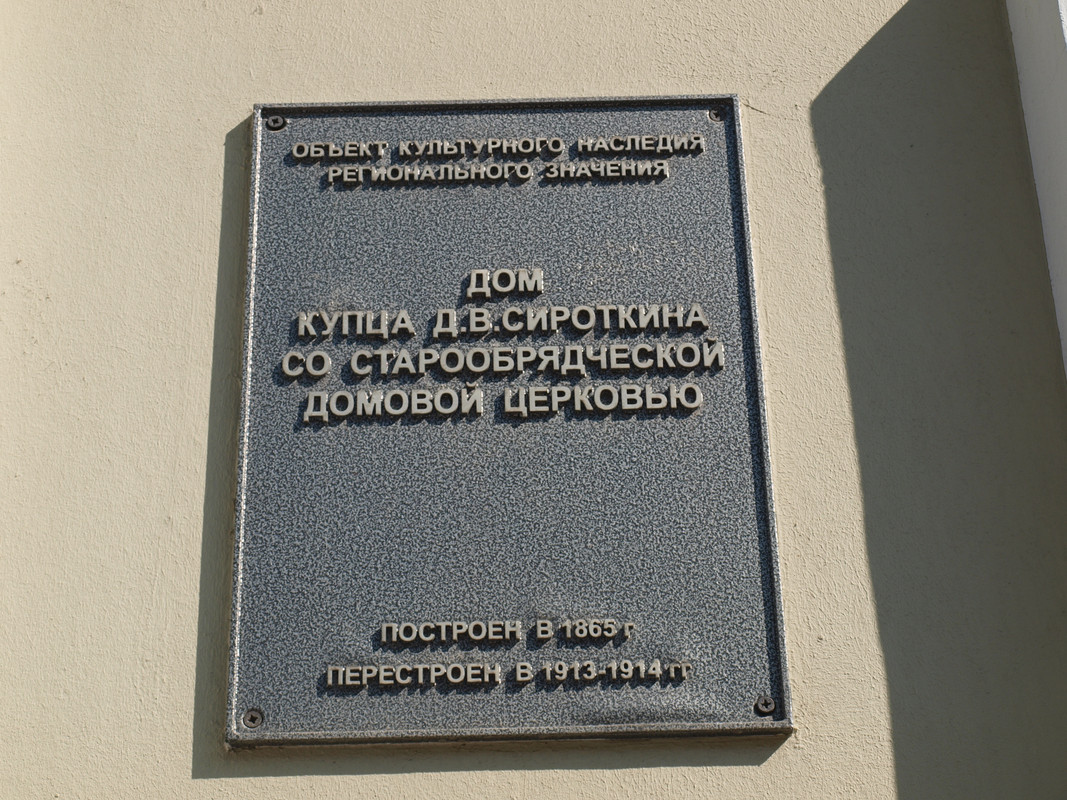 ОБЪЕКТ КУЛЬТУРНОГО НАСЛЕДИЯ
РЕГИОНАЛЬНОГО ЗНАЧЕНИЯ
ДОМ
КУПЦА Д.В.СИРОТКИНА
СО СТАРООБРЯДЧЕСКОЙ
ДОМОВОЙ ЦЕРКОВЬЮ
ПОСТРОЕН В 1865 г
ПЕРЕСТРОЕН В 1913-1914 гг